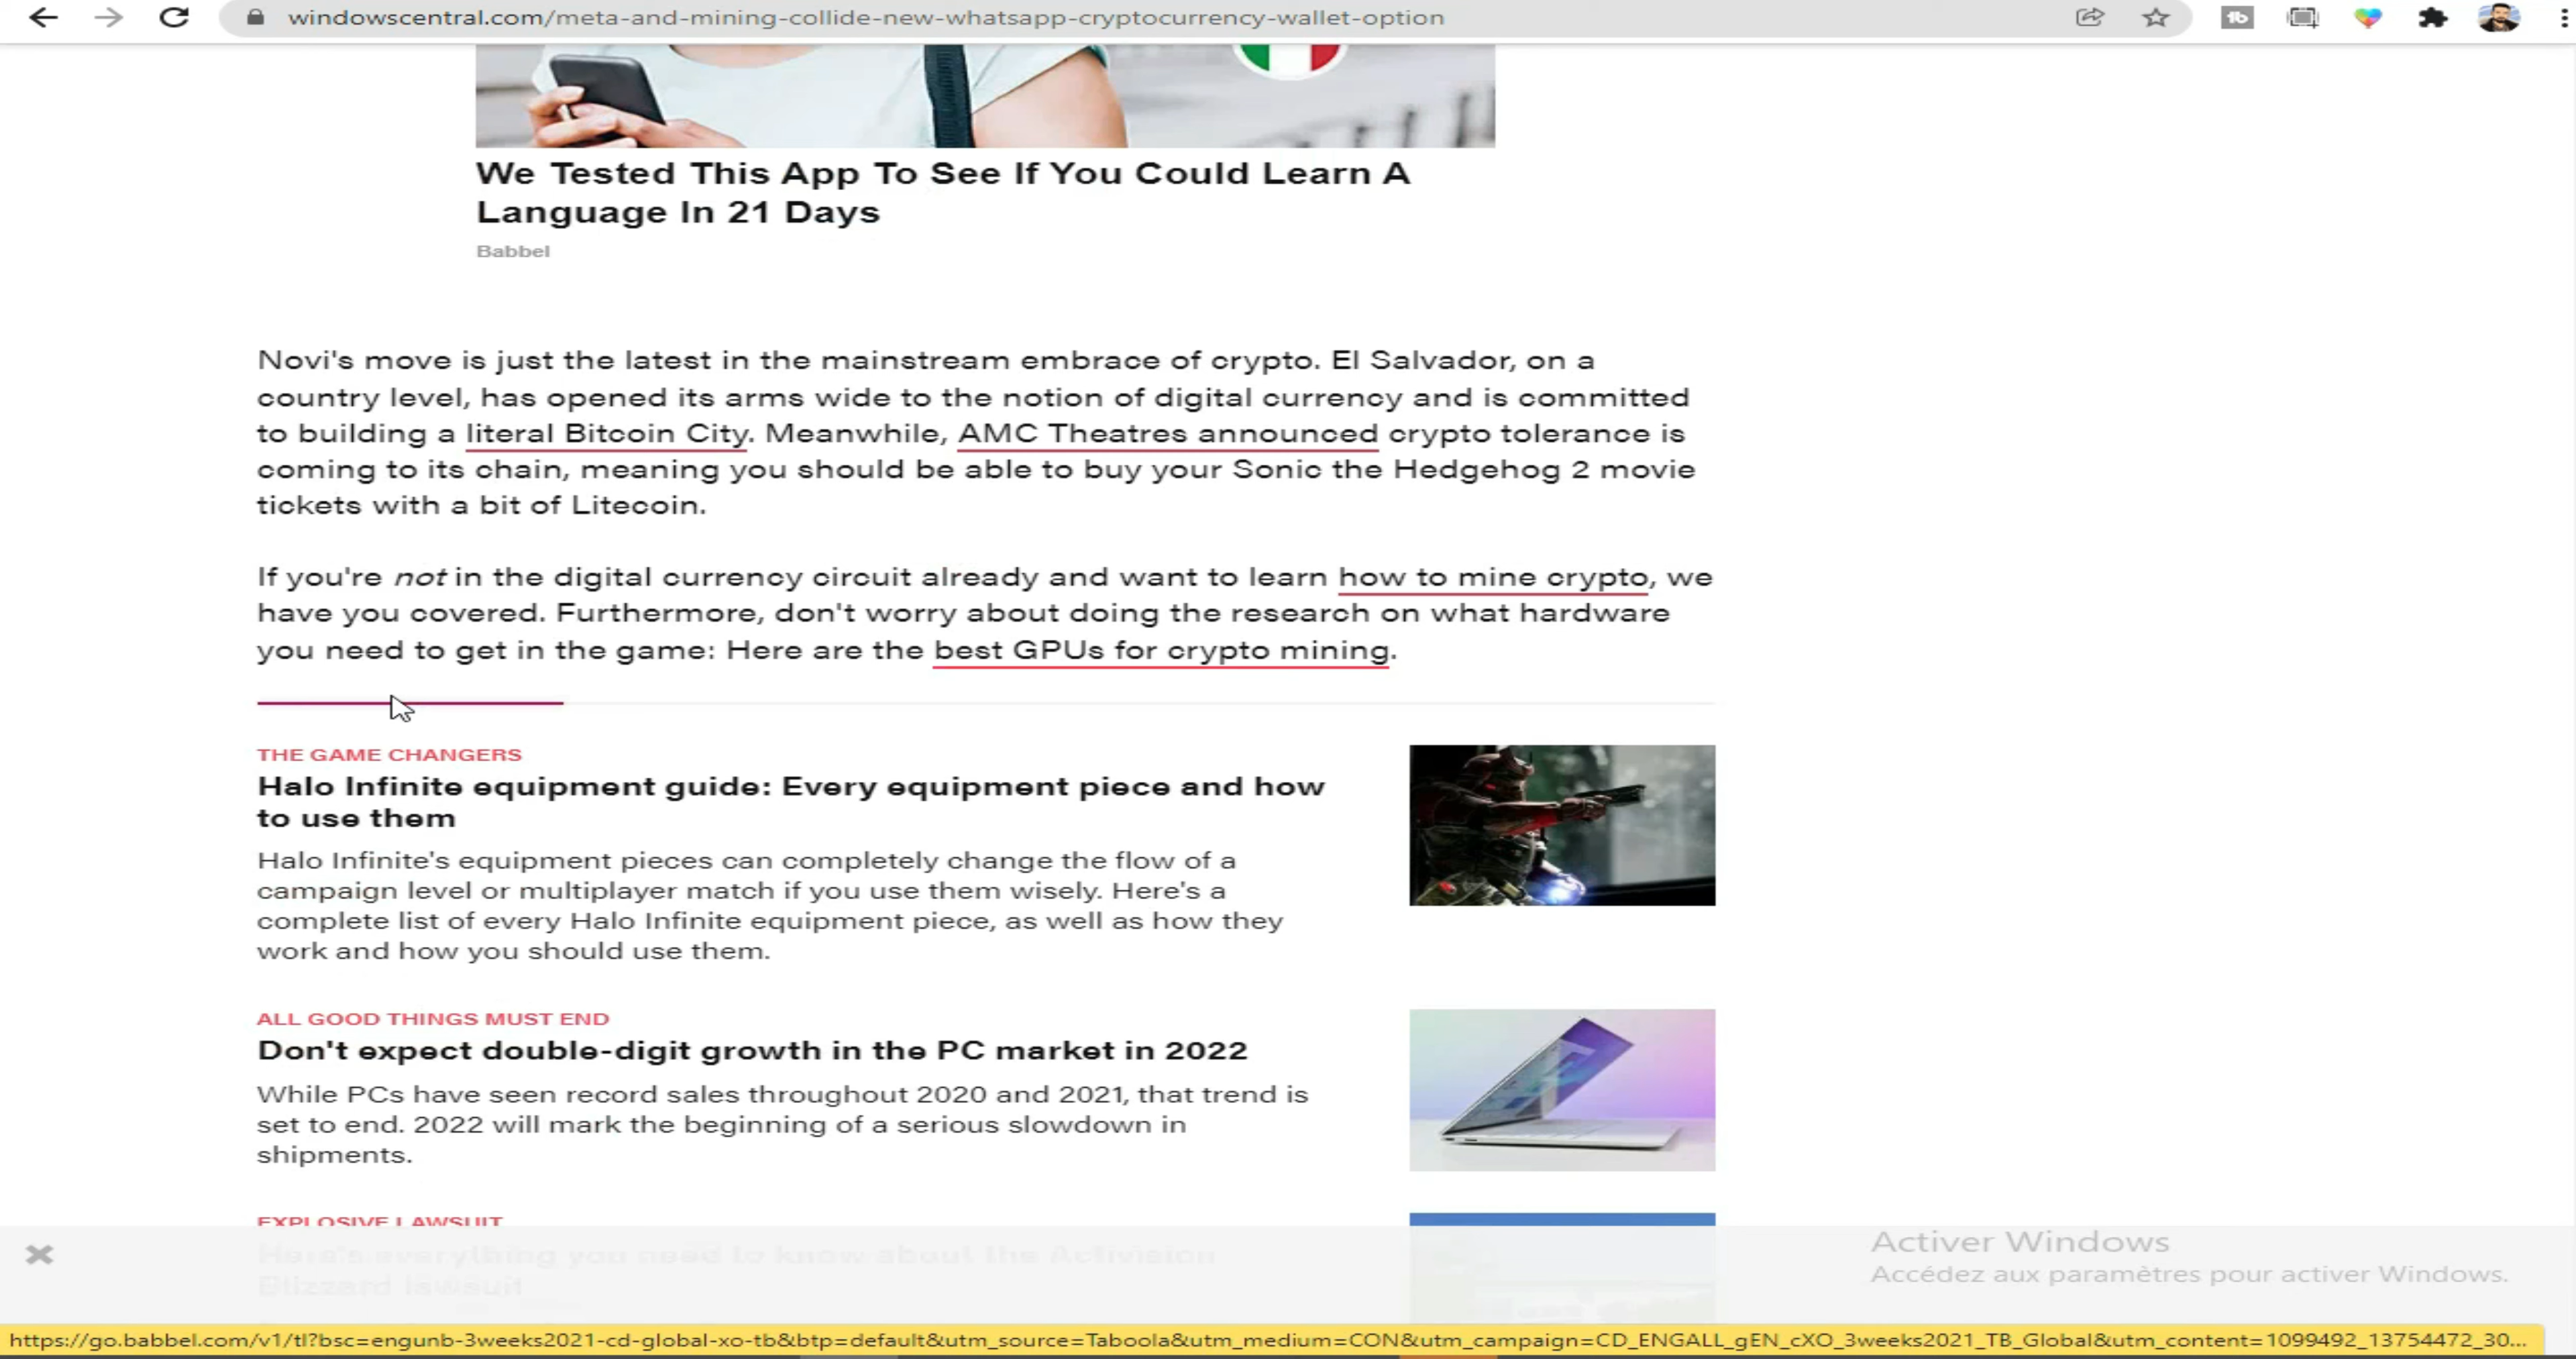 windowscentral.com/meta-and-mining-collide-new-whatsapp-cryptocurrency-wallet-option
We Tested This App To See If You Could Learn A
Language In 21 Days
Babbel
Novi's move is just the latest in the mainstream embrace of crypto. El Salvador, on a
country level, has opened its arms wide to the notion of digital currency and is committed
to building a literal Bitcoin City. Meanwhile, AMC Theatres announced crypto tolerance is
coming to its chain, meaning you should be able to buy your Sonic the Hedgehog 2 movie
tickets with a bit of Litecoin.
If you're not in the digital currency circuit already and want to learn how to mine crypto, we
have you covered. Furthermore, don't worry about doing the research on what hardware
you need to get in the game: Here are the best GPUs for crypto mining.
THE GAME CHANGERS
Halo Infinite equipment guide: Every equipment piece and how
to use them
Halo Infinite's equipment pieces can completely change the flow of a
campaign level or multiplayer match if you use them wisely. Here's a
complete list of every Halo Infinite equipment piece, as well as how they
work and how you should use them.
ALL GOOD THINGS MUST END
Don't expect double-digit growth in the PC market in 2022
While PCs have seen record sales throughout 2020 and 2021, that trend is
set to end. 2022 will mark the beginning of a serious slowdown in
shipments.
EXPLOSIVE LAWSUIT
Here's everything you need to know about the Activision
Blizzard lawsuit
Activer Windows
Accédez aux paramètres pour activer Windows.
https://go.babbel.com/v1/tl?bsc=engunb-3weeks2021-cd-global-xo-tb&btp=default&utm_source=Taboola&utm_medium=CON&utm_campaign=CD_ENGALL_gEN_cXO_3weeks2021_TB_Global&utm_content=1099492_13754472_30...